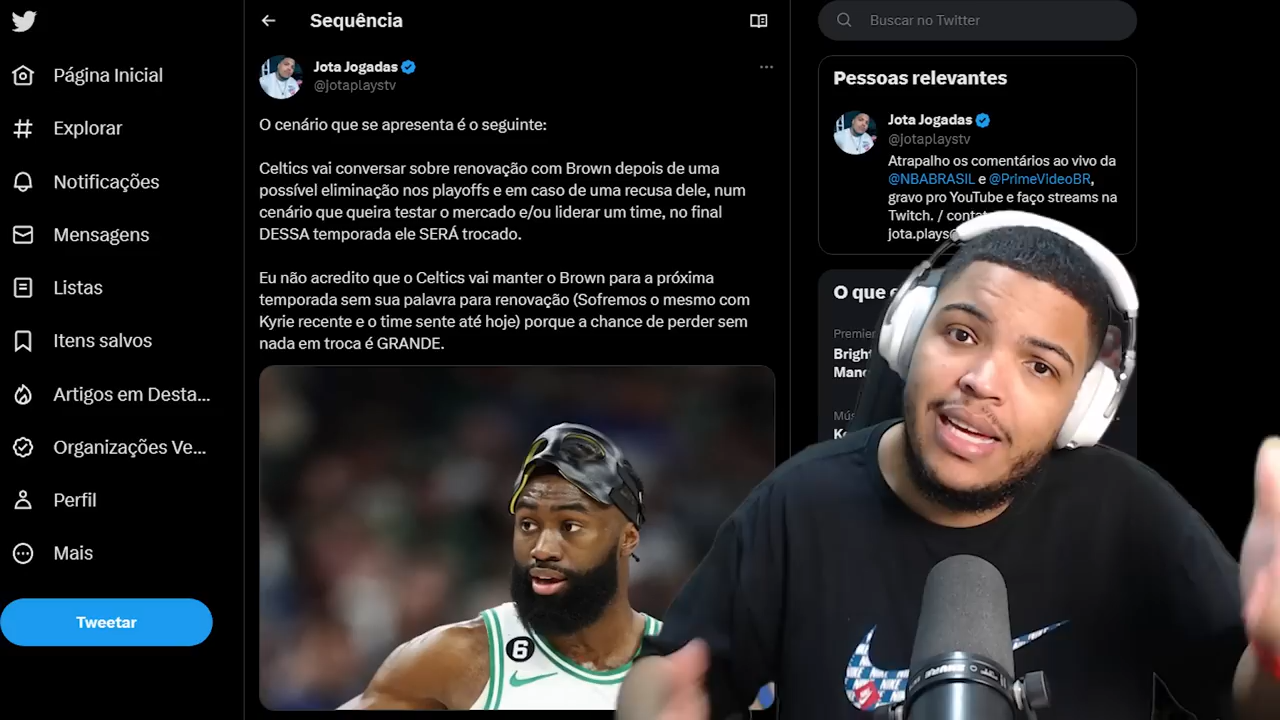 Página Inicial
Explorar
Notificações
Mensagens
Listas
Itens salvos
Artigos em Desta...
Organizações Ve...
Perfil
Mais
Tweetar
Sequência
Jota Jogadas
@jotaplaystv
O cenário que se apresenta é o seguinte:
Celtics vai conversar sobre renovação com Brown depois de uma
possível eliminação nos playoffs e em caso de uma recusa dele, num
cenário que queira testar o mercado e/ou liderar um time, no final
DESSA temporada ele SERÁ trocado.
Eu não acredito que o Celtics vai manter o Brown para a próxima
temporada sem sua palavra para renovação (Sofremos o mesmo com
Kyrie recente e o time sente até hoje) porque a chance de perder sem
nada em troca é GRANDE.
6
Buscar no Twitter
Pessoas relevantes
Jota Jogadas
@jotaplaystv
Atrapalho os comentários ao vivo da
@NBABRASIL e @PrimeVideoBR,
gravo pro YouTube e faço streams na
Twitch. /
jota.plays
O que